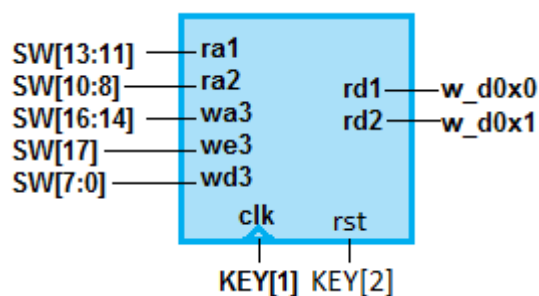 SW[13:11] ra1
SW[10:8] ra2 rd1 w_d0x0
SW[16:14] wa3 rd2 w_d0x1
SW[17] we3
SW[7:0] wd3
clk rst
KEY[1] KEY[2]